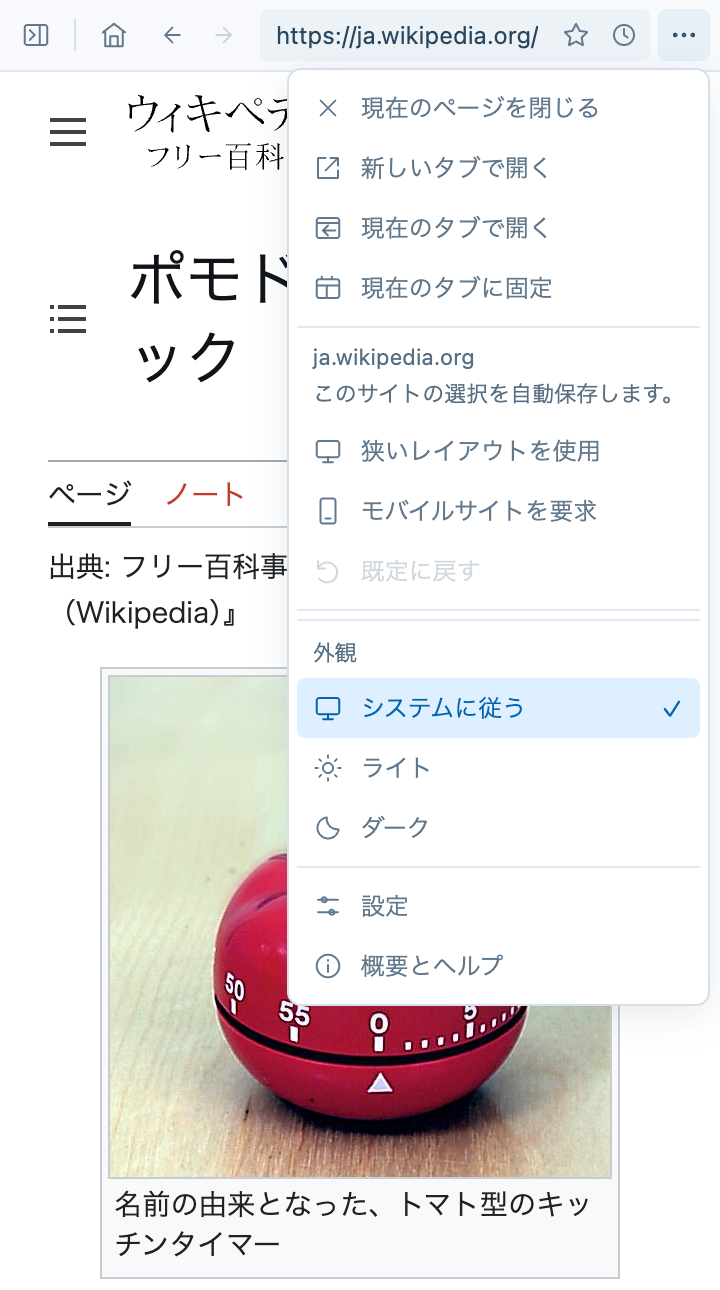 https://ja.wikipedia.org/
ウィキペデ
フリー百科
ポモド
ック
ページ ノート
出典: フリー百科事
（Wikipedia）』
現在のページを閉じる
新しいタブで開く
現在のタブで開く
現在のタブに固定
ja.wikipedia.org
このサイトの選択を自動保存します。
狭いレイアウトを使用
モバイルサイトを要求
既定に戻す
外観
システムに従う
ライト
ダーク
設定
概要とヘルプ
50 55 0 5
名前の由来となった、トマト型のキッ
チンタイマー